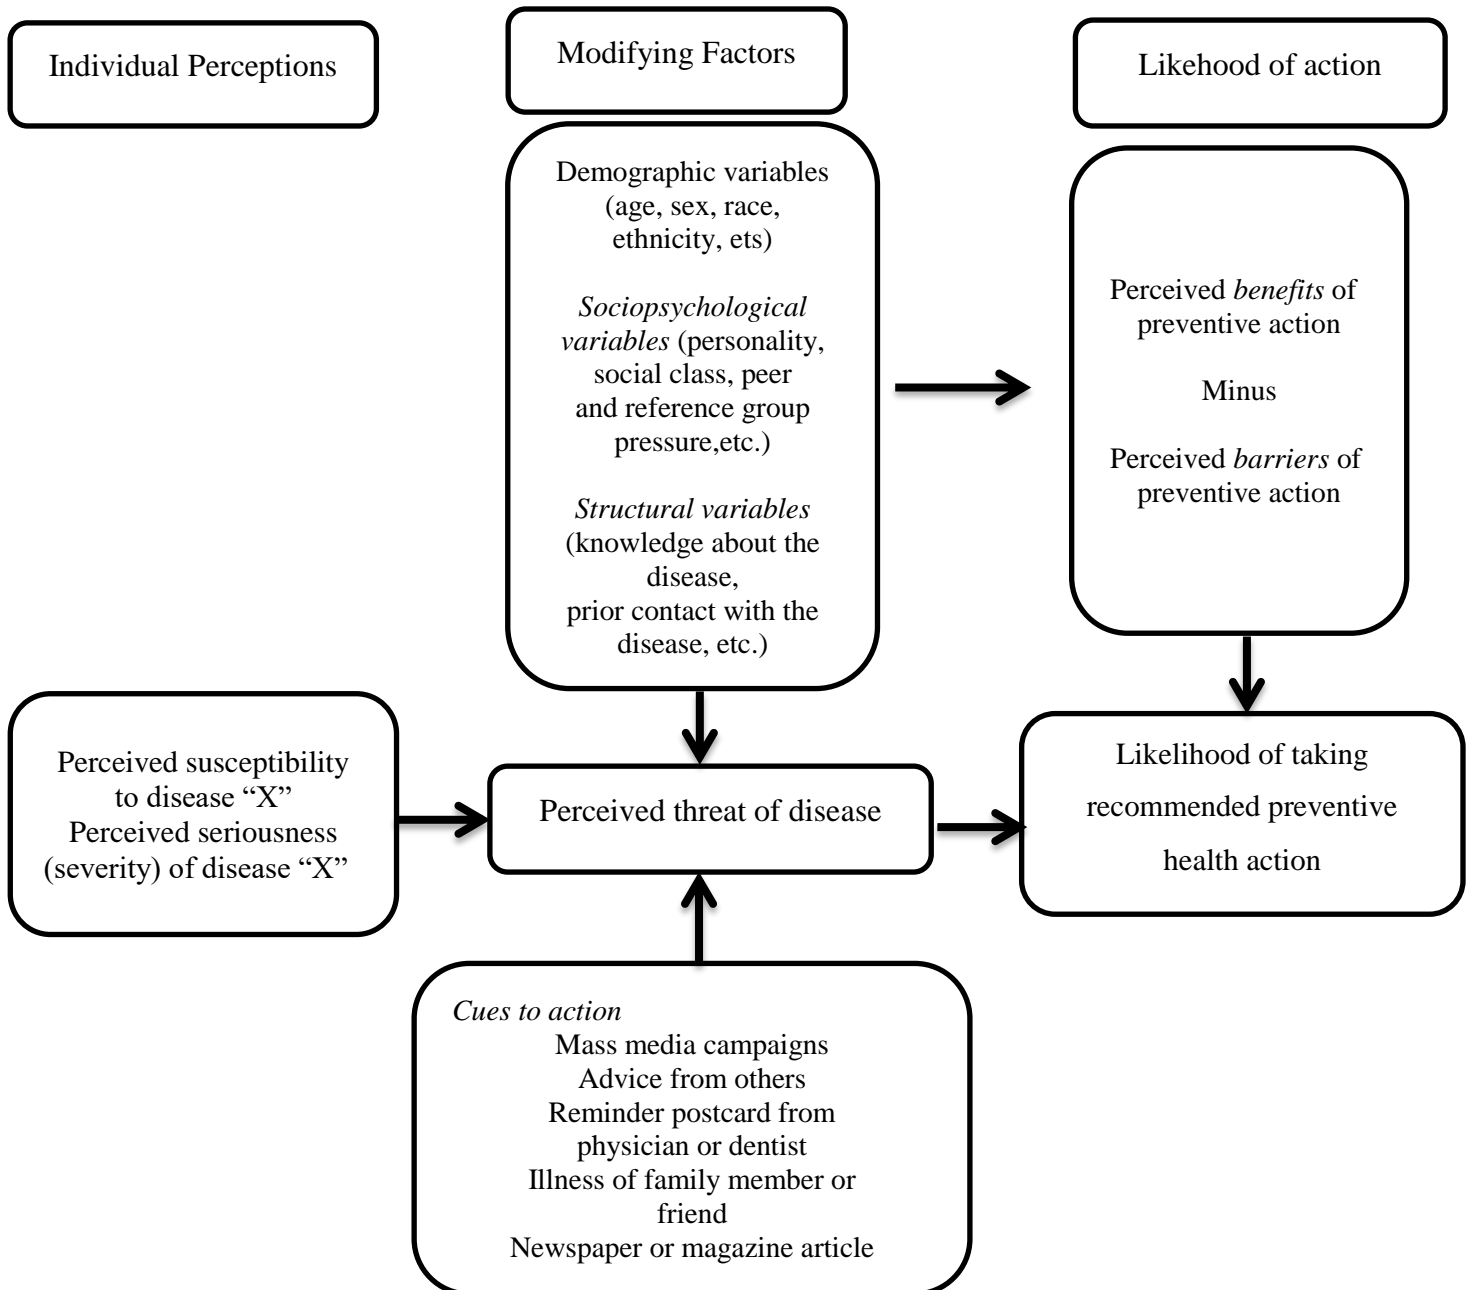 Individual Perceptions
Modifying Factors
Likehood of action
Demographic variables
(age, sex, race,
ethnicity, ets)
Sociopsychological
variables (personality,
social class, peer
and reference group
pressure,etc.)
Structural variables
(knowledge about the
disease,
prior contact with the
disease, etc.)
Perceived benefits of
preventive action
Minus
Perceived barriers of
preventive action
Perceived susceptibility
to disease “X”
Perceived seriousness
(severity) of disease “X”
Perceived threat of disease
Likelihood of taking
recommended preventive
health action
Cues to action
Mass media campaigns
Advice from others
Reminder postcard from
physician or dentist
Illness of family member or
friend
Newspaper or magazine article